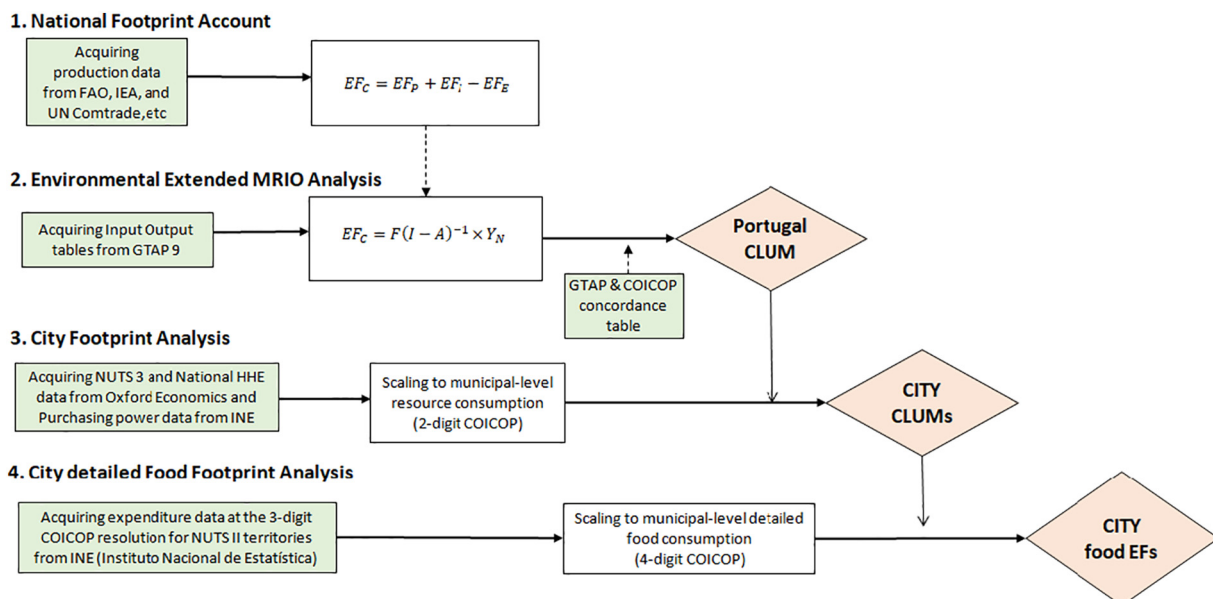 1. National Footprint Account
Acquiring
production data
from FAO, IEA, and
UN Comtrade,etc
EF_C = EF_P + EF_i − EF_E
2. Environmental Extended MRIO Analysis
Acquiring Input Output
tables from GTAP 9
EF_C = F(I − A)^−1 × Y_N
Portugal
CLUM
GTAP & COICOP
concordance
table
3. City Footprint Analysis
Acquiring NUTS 3 and National HHE
data from Oxford Economics and
Purchasing power data from INE
Scaling to municipal-level
resource consumption
(2-digit COICOP)
CITY
CLUMs
4. City detailed Food Footprint Analysis
Acquiring expenditure data at the 3-digit
COICOP resolution for NUTS II territories
from INE (Instituto Nacional de Estatística)
Scaling to municipal-level detailed
food consumption
(4-digit COICOP)
CITY
food EFs